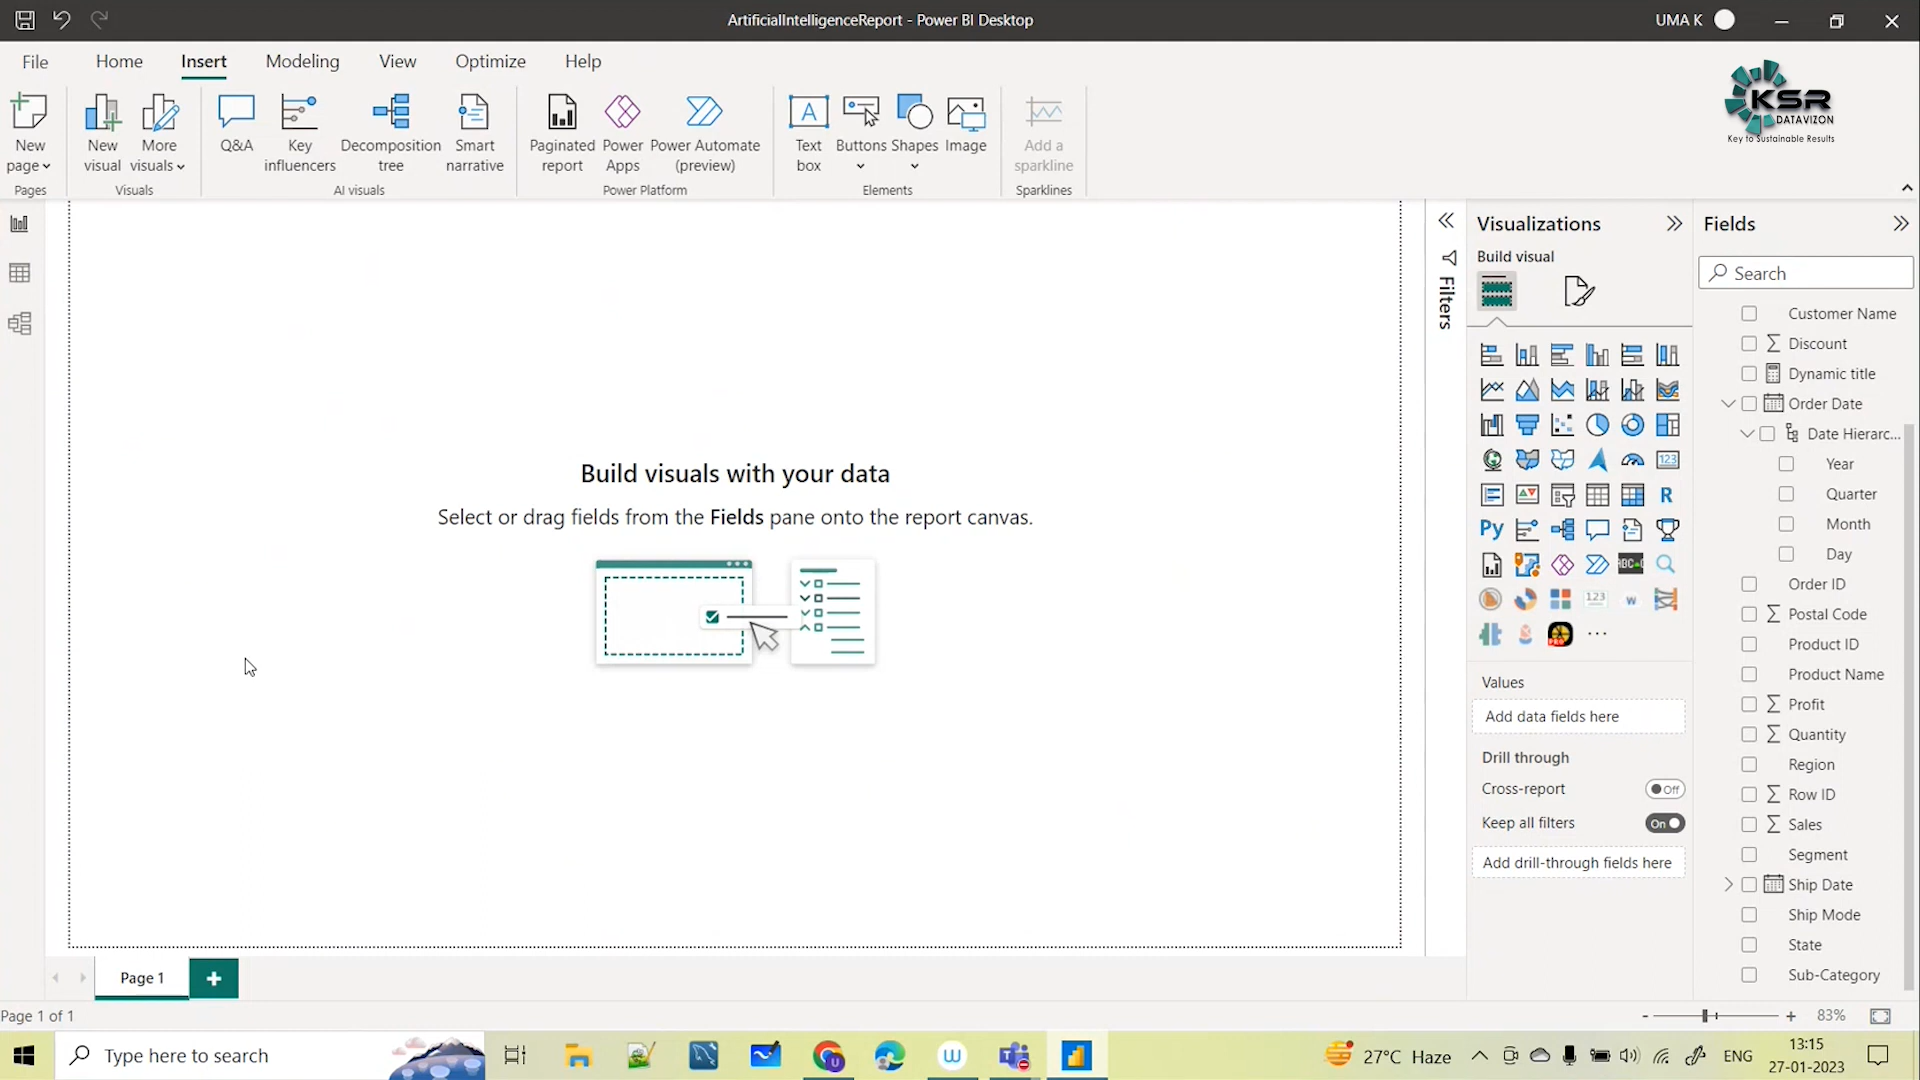 ArtificialIntelligenceReport - Power BI Desktop
UMA K
File
Home
Insert
Modeling
View
Optimize
Help
KSR
DATAVIZON
Key to Sustainable Results
New
page
New
visual
More
visuals
Q&A
Key
influencers
Decomposition
tree
Smart
narrative
Paginated
report
Power
Apps
Power Automate
(preview)
Text
box
Buttons
Shapes
Image
Add a
sparkline
Pages
Visuals
AI visuals
Power Platform
Elements
Sparklines
Filters
Visualizations
Build visual
Fields
Search
Customer Name
Discount
Dynamic title
Order Date
Date Hierarc...
Year
Quarter
Month
Day
Order ID
Postal Code
Product ID
Product Name
Profit
Quantity
Region
Row ID
Sales
Segment
Ship Date
Ship Mode
State
Sub-Category
123
R
Py
123
W
Values
Add data fields here
Drill through
Cross-report
Off
Keep all filters
On
Add drill-through fields here
Build visuals with your data
Select or drag fields from the Fields pane onto the report canvas.
Page 1
Page 1 of 1
83%
Type here to search
W
27°C Haze
ENG
13:15
27-01-2023